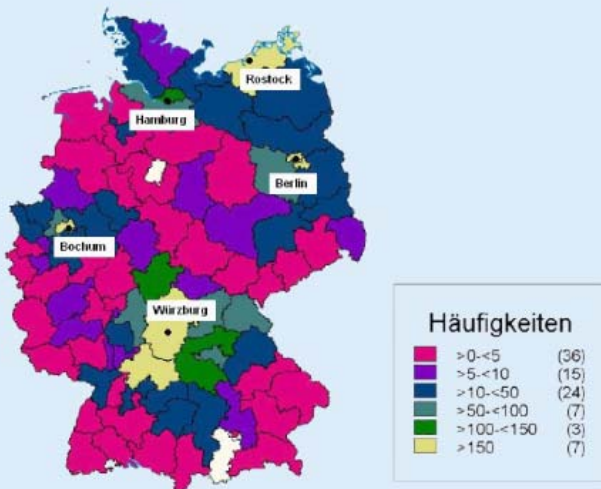 Rostock
Hamburg
Berlin
Bochum
Würzburg
Häufigkeiten
>0-<5 (36)
>5-<10 (15)
>10-<50 (24)
>50-<100 (7)
>100-<150 (3)
>150 (7)